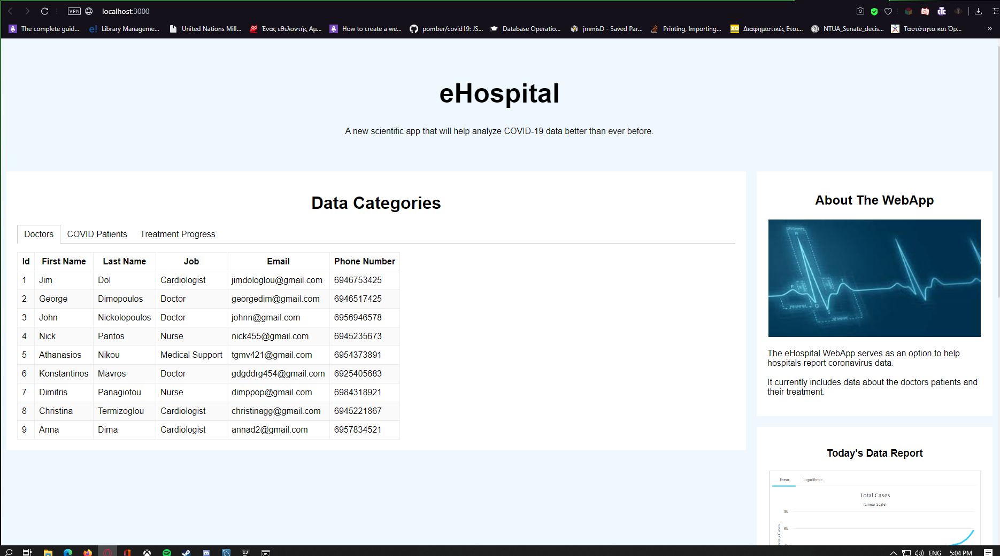 VPN localhost:3000
The complete guid... Library Manageme... United Nations Mill... Ένας εθελοντής Αμ... How to create a we... pomber/covid19: JS... Database Operatio... jmmisD - Saved Par... Printing, Importing... Διαφημιστικές Εται... NTUA_Senate_decis... Ταυτότητα και Όρ... »
eHospital
A new scientific app that will help analyze COVID-19 data better than ever before.
Data Categories
Doctors COVID Patients Treatment Progress
Id First Name Last Name Job Email Phone Number
1 Jim Dol Cardiologist jimdologlou@gmail.com 6946753425
2 George Dimopoulos Doctor georgedim@gmail.com 6946517425
3 John Nickolopoulos Doctor johnn@gmail.com 6956946578
4 Nick Pantos Nurse nick455@gmail.com 6945235673
5 Athanasios Nikou Medical Support tgmv421@gmail.com 6954373891
6 Konstantinos Mavros Doctor gdgddrg454@gmail.com 6925405683
7 Dimitris Panagiotou Nurse dimppop@gmail.com 6984318921
8 Christina Termizoglou Cardiologist christinagg@gmail.com 6945221867
9 Anna Dima Cardiologist annad2@gmail.com 6957834521
About The WebApp
R
P
T
Q
S
The eHospital WebApp serves as an option to help
hospitals report coronavirus data.
It currently includes data about the doctors patients and
their treatment.
Today's Data Report
linear logarithmic
Total Cases
(Linear Scale)
8k
6k
Cases
ENG 5:04 PM